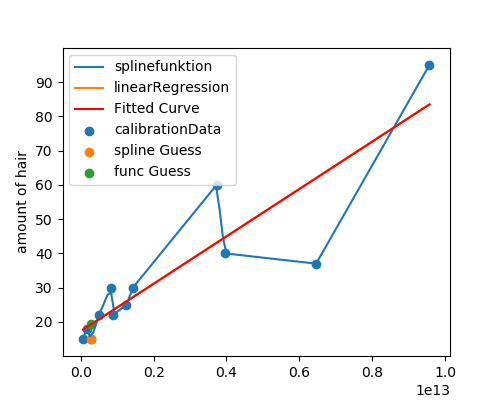 splinefunktion
linearRegression
Fitted Curve
calibrationData
spline Guess
func Guess
amount of hair
90
80
70
60
50
40
30
20
0.0 0.2 0.4 0.6 0.8 1.0
1e13